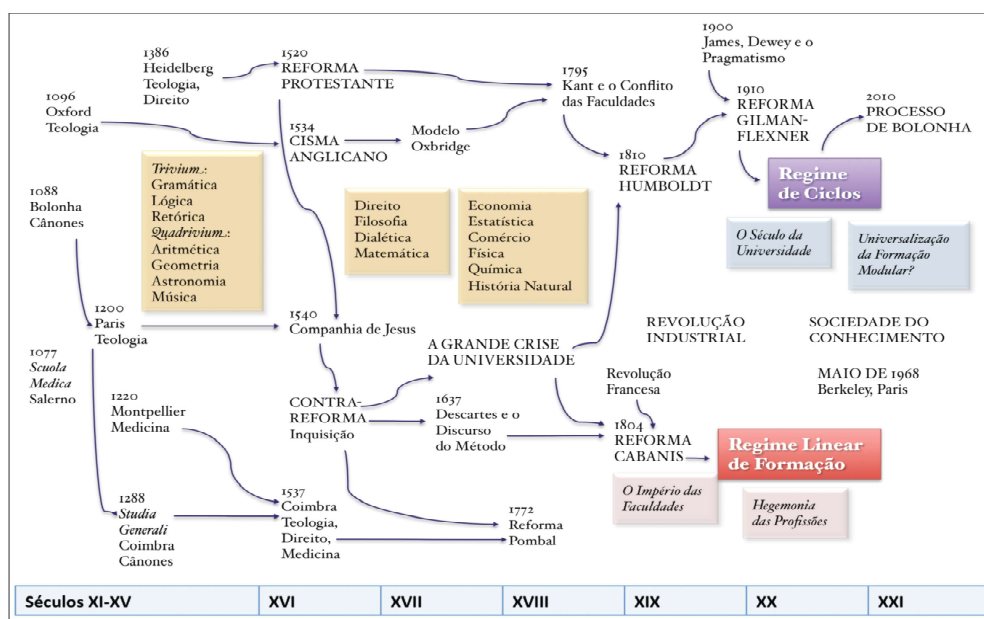 1386
Heidelberg
Teologia,
Direito
1520
REFORMA
PROTESTANTE
1795
Kant e o Conflito
das Faculdades
1900
James, Dewey e o
Pragmatismo
1910
REFORMA
GILMAN-
FLEXNER
2010
PROCESSO
DE BOLONHA
1096
Oxford
Teologia
1534
CISMA
ANGLICANO
Modelo
Oxbridge
1810
REFORMA
HUMBOLDT
Regime
de Ciclos
1088
Bolonha
Cânones
Trivium:
Gramática
Lógica
Retórica
Quadrivium:
Aritmética
Geometria
Astronomia
Música
Direito
Filosofia
Dialética
Matemática
Economia
Estatística
Comércio
Física
Química
História Natural
O Século da
Universidade
Universalização
da Formação
Modular?
1200
Paris
Teologia
1540
Companhia de Jesus
A GRANDE CRISE
DA UNIVERSIDADE
REVOLUÇÃO
INDUSTRIAL
SOCIEDADE DO
CONHECIMENTO
1077
Scuola
Medica
Salerno
1220
Montpellier
Medicina
CONTRA-
REFORMA
Inquisição
1637
Descartes e o
Discurso
do Método
Revolução
Francesa
MAIO DE 1968
Berkeley, Paris
1804
REFORMA
CABANIS
Regime Linear
de Formação
O Império das
Faculdades
Hegemonia
das Profissões
1288
Studia
Generali
Coimbra
Cânones
1537
Coimbra
Teologia,
Direito,
Medicina
1772
Reforma
Pombal
Séculos XI-XV XVI XVII XVIII XIX XX XXI